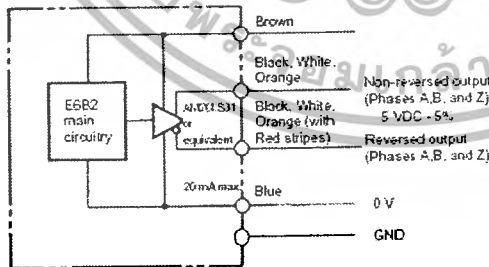 Brown
Black, White,
Orange
Non-reversed output
(Phases A,B, and Z)
5 VDC - 5%
E6B2
main
circuitry
or
equivalent
Black, White,
Orange (with
Red stripes)
Reversed output
(Phases A,B, and Z)
20 mA max
Blue
0 V
GND